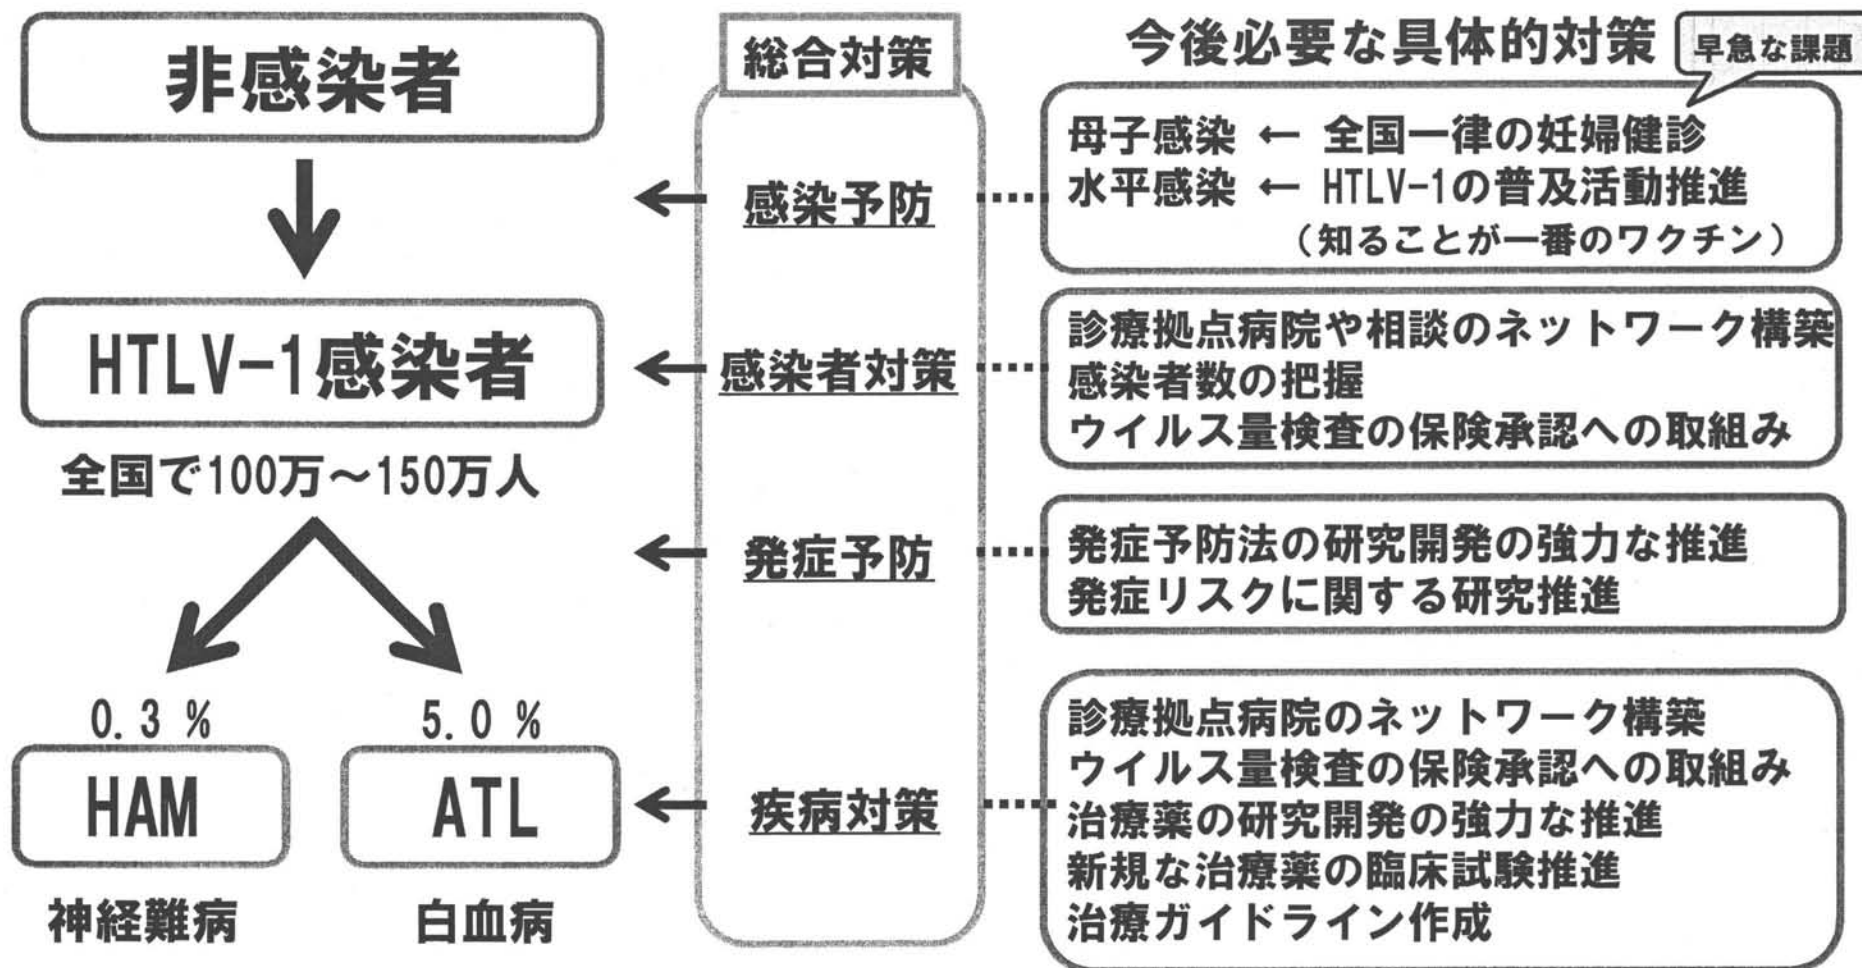 非感染者
HTLV-1感染者
全国で100万～150万人
0.3 %
5.0 %
HAM
ATL
神経難病
白血病
総合対策
感染予防
感染者対策
発症予防
疾病対策
今後必要な具体的対策
早急な課題
母子感染 ← 全国一律の妊婦健診
水平感染 ← HTLV-1の普及活動推進
（知ることが一番のワクチン）
診療拠点病院や相談のネットワーク構築
感染者数の把握
ウイルス量検査の保険承認への取組み
発症予防法の研究開発の強力な推進
発症リスクに関する研究推進
診療拠点病院のネットワーク構築
ウイルス量検査の保険承認への取組み
治療薬の研究開発の強力な推進
新規な治療薬の臨床試験推進
治療ガイドライン作成